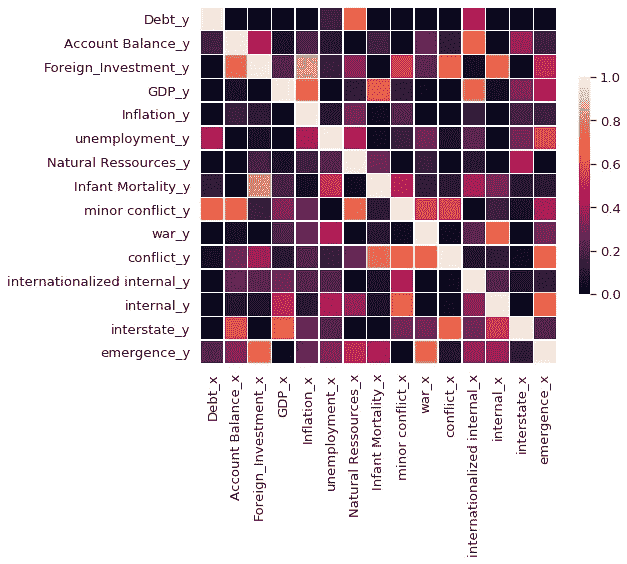 Debt_y
Account Balance_y
Foreign_Investment_y
GDP_y
Inflation_y
unemployment_y
Natural Ressources_y
Infant Mortality_y
minor conflict_y
war_y
conflict_y
internationalized internal_y
internal_y
interstate_y
emergence_y
1.0
0.8
0.6
0.4
0.2
0.0
Debt_x
Account Balance_x
Foreign_Investment_x
GDP_x
Inflation_x
unemployment_x
Natural Ressources_x
Infant Mortality_x
minor conflict_x
war_x
conflict_x
internationalized internal_x
internal_x
interstate_x
emergence_x